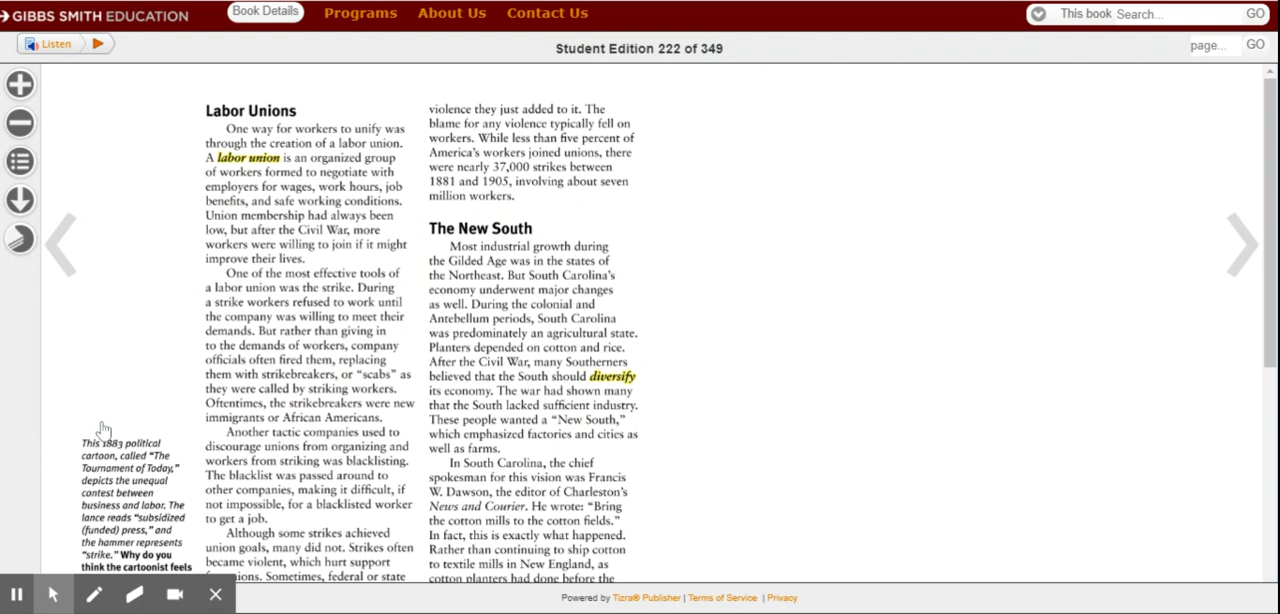 GIBBS SMITH EDUCATION
Book Details
Programs
About Us
Contact Us
This book
Search...
GO
Listen
Student Edition 222 of 349
page...
GO
Labor Unions
One way for workers to unify was
through the creation of a labor union.
A labor union is an organized group
of workers formed to negotiate with
employers for wages, work hours, job
benefits, and safe working conditions.
Union membership had always been
low, but after the Civil War, more
workers were willing to join if it might
improve their lives.
One of the most effective tools of
a labor union was the strike. During
a strike workers refused to work until
the company was willing to meet their
demands. But rather than giving in
to the demands of workers, company
officials often fired them, replacing
them with strikebreakers, or “scabs” as
they were called by striking workers.
Oftentimes, the strikebreakers were new
immigrants or African Americans.
Another tactic companies used to
discourage unions from organizing and
workers from striking was blacklisting.
The blacklist was passed around to
other companies, making it difficult, if
not impossible, for a blacklisted worker
to get a job.
Although some strikes achieved
union goals, many did not. Strikes often
became violent, which hurt support
Sometimes, federal or state
violence they just added to it. The
blame for any violence typically fell on
workers. While less than five percent of
America’s workers joined unions, there
were nearly 37,000 strikes between
1881 and 1905, involving about seven
million workers.
The New South
Most industrial growth during
the Gilded Age was in the states of
the Northeast. But South Carolina’s
economy underwent major changes
as well. During the colonial and
Antebellum periods, South Carolina
was predominantly an agricultural state.
Planters depended on cotton and rice.
After the Civil War, many Southerners
believed that the South should diversify
its economy. The war had shown many
that the South lacked sufficient industry.
These people wanted a “New South,”
which emphasized factories and cities as
well as farms.
In South Carolina, the chief
spokesman for this vision was Francis
W. Dawson, the editor of Charleston’s
News and Courier. He wrote: “Bring
the cotton mills to the cotton fields.”
In fact, this is exactly what happened.
Rather than continuing to ship cotton
to textile mills in New England, as
cotton planters had done before the
This 1883 political
cartoon, called “The
Tournament of Today,”
depicts the unequal
contest between
business and labor. The
lance reads “subsidized
(funded) press,” and
the hammer represents
“strike.” Why do you
think the cartoonist feels
Powered by Tizra® Publisher | Terms of Service | Privacy